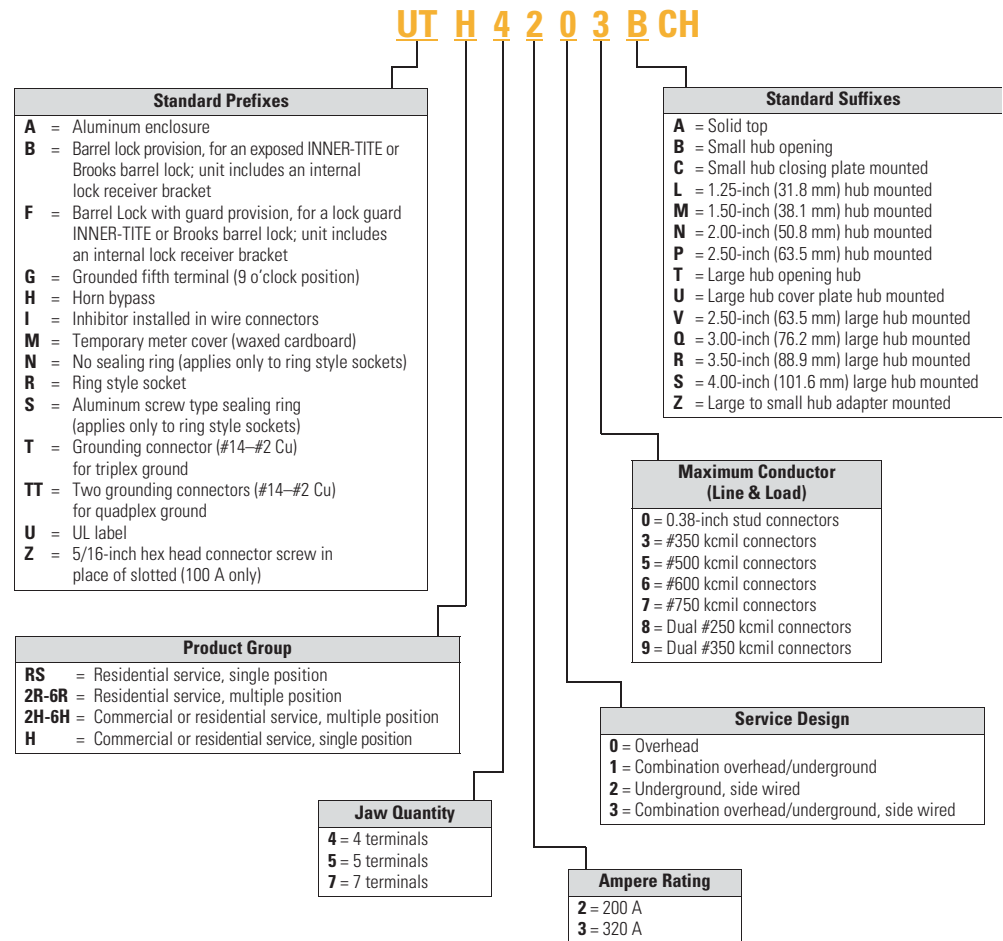 UT H 4 2 0 3 B CH
Standard Prefixes
A = Aluminum enclosure
B = Barrel lock provision, for an exposed INNER-TITE or
Brooks barrel lock; unit includes an internal
lock receiver bracket
F = Barrel Lock with guard provision, for a lock guard
INNER-TITE or Brooks barrel lock; unit includes
an internal lock receiver bracket
G = Grounded fifth terminal (9 o'clock position)
H = Horn bypass
I = Inhibitor installed in wire connectors
M = Temporary meter cover (waxed cardboard)
N = No sealing ring (applies only to ring style sockets)
R = Ring style socket
S = Aluminum screw type sealing ring
(applies only to ring style sockets)
T = Grounding connector (#14–#2 Cu)
for triplex ground
TT = Two grounding connectors (#14–#2 Cu)
for quadplex ground
U = UL label
Z = 5/16-inch hex head connector screw in
place of slotted (100 A only)
Standard Suffixes
A = Solid top
B = Small hub opening
C = Small hub closing plate mounted
L = 1.25-inch (31.8 mm) hub mounted
M = 1.50-inch (38.1 mm) hub mounted
N = 2.00-inch (50.8 mm) hub mounted
P = 2.50-inch (63.5 mm) hub mounted
T = Large hub opening hub
U = Large hub cover plate hub mounted
V = 2.50-inch (63.5 mm) large hub mounted
Q = 3.00-inch (76.2 mm) large hub mounted
R = 3.50-inch (88.9 mm) large hub mounted
S = 4.00-inch (101.6 mm) large hub mounted
Z = Large to small hub adapter mounted
Maximum Conductor
(Line & Load)
0 = 0.38-inch stud connectors
3 = #350 kcmil connectors
5 = #500 kcmil connectors
6 = #600 kcmil connectors
7 = #750 kcmil connectors
8 = Dual #250 kcmil connectors
9 = Dual #350 kcmil connectors
Product Group
RS = Residential service, single position
2R-6R = Residential service, multiple position
2H-6H = Commercial or residential service, multiple position
H = Commercial or residential service, single position
Service Design
0 = Overhead
1 = Combination overhead/underground
2 = Underground, side wired
3 = Combination overhead/underground, side wired
Jaw Quantity
4 = 4 terminals
5 = 5 terminals
7 = 7 terminals
Ampere Rating
2 = 200 A
3 = 320 A